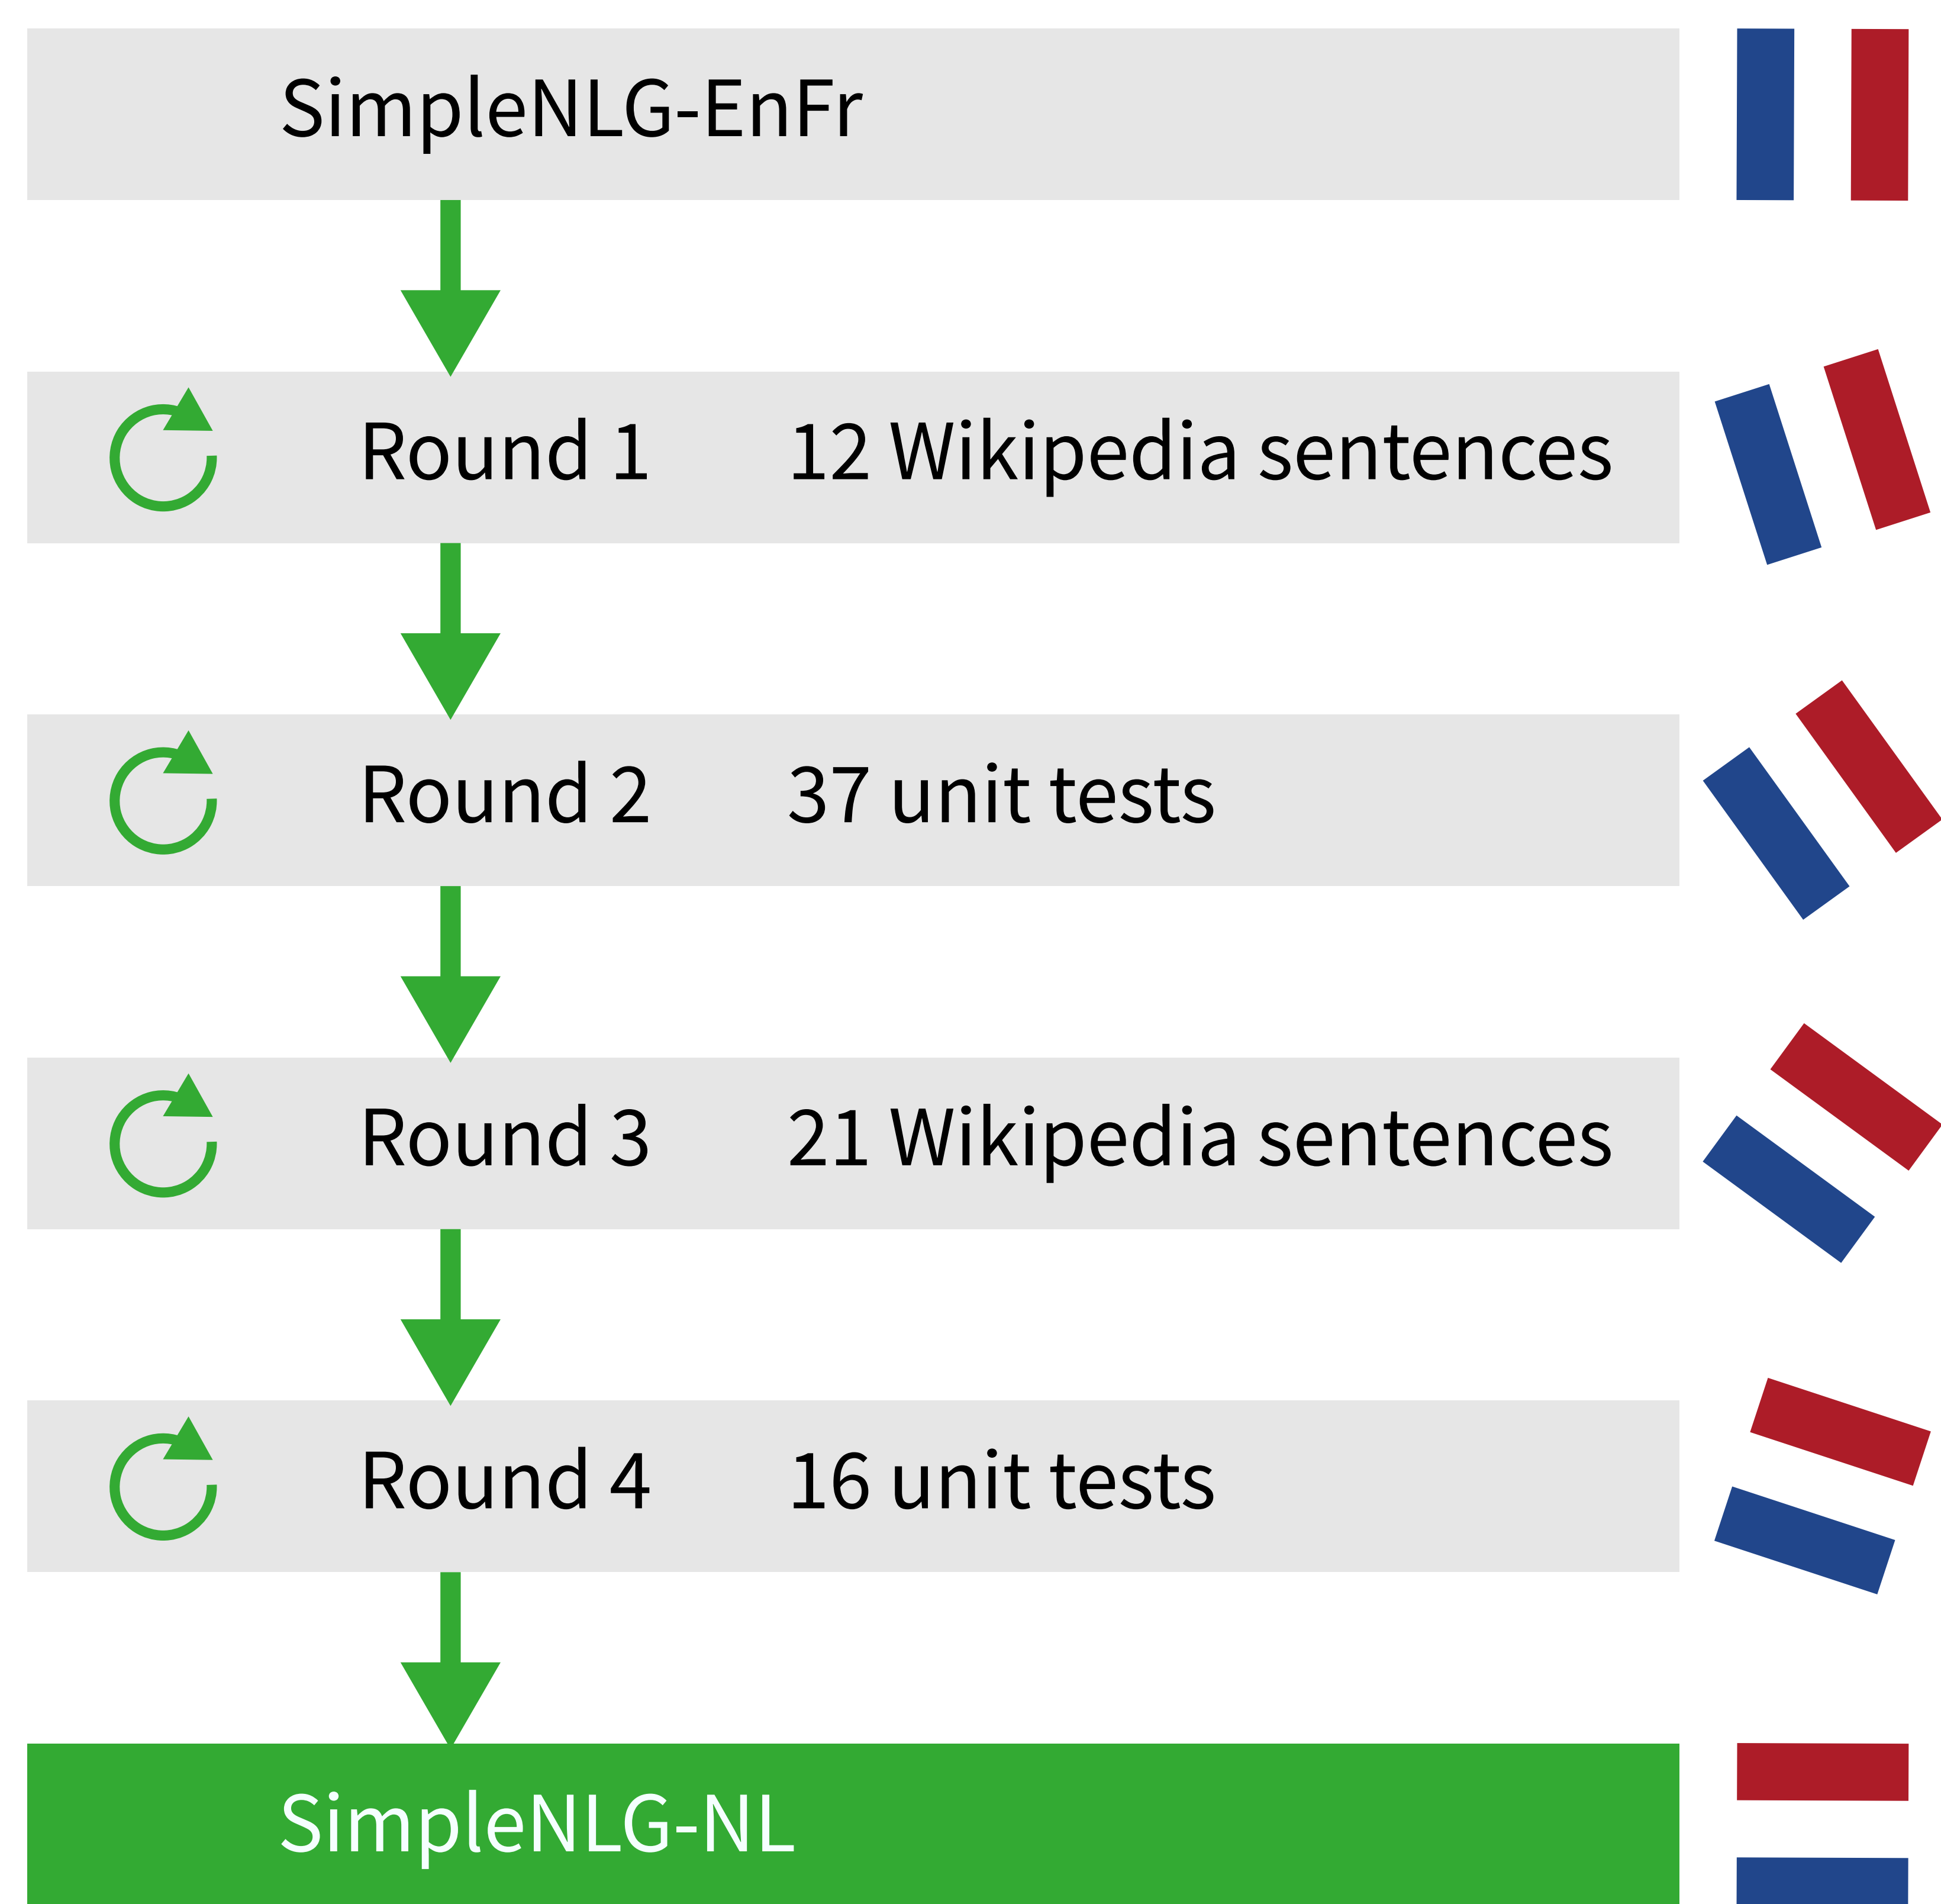 SimpleNLG-EnFr
Round 1 12 Wikipedia sentences
Round 2 37 unit tests
Round 3 21 Wikipedia sentences
Round 4 16 unit tests
SimpleNLG-NL